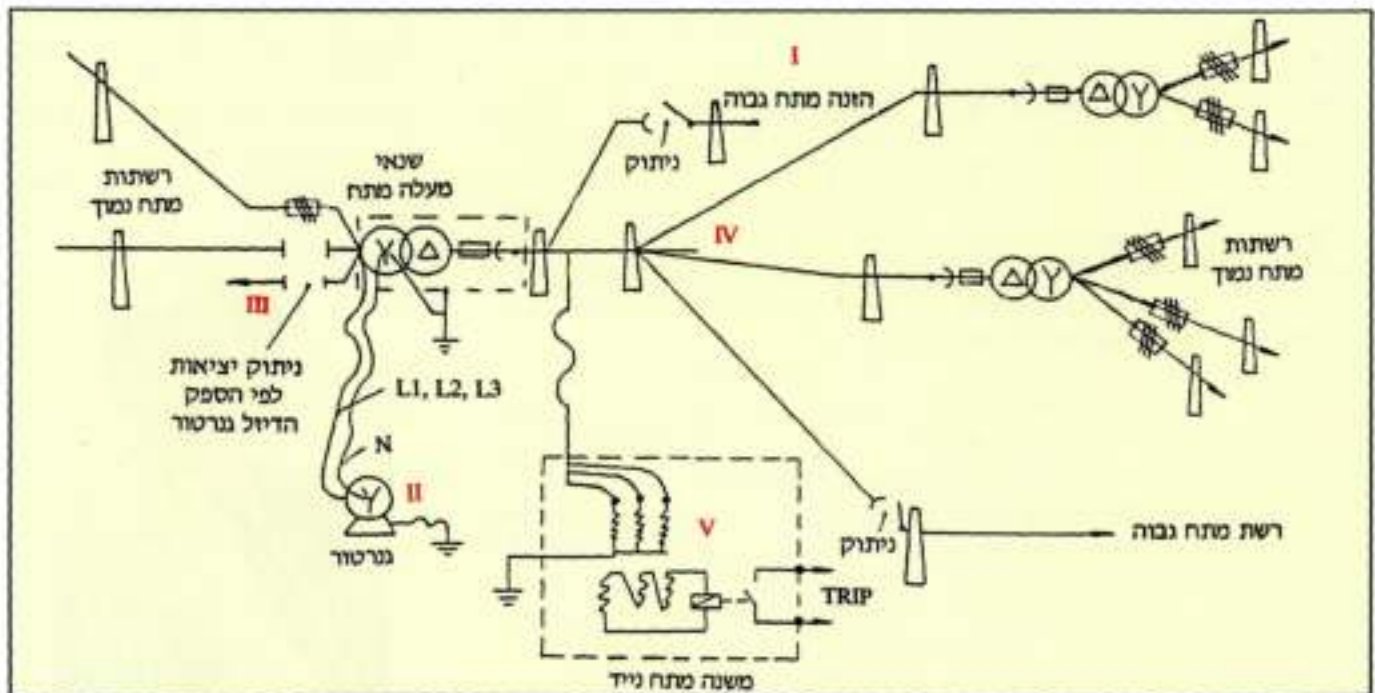 I
הזנה מתח גבוה
ניתוק
שנאי
מעלה מתח
רשתות
מתח נמוך
IV
רשתות
מתח נמוך
III
ניתוק יציאות
לפי הספק
הדיזל גנרטור
L1, L2, L3
N
II
גנרטור
V
TRIP
ניתוק
רשת מתח גבוה
משנה מתח נייד